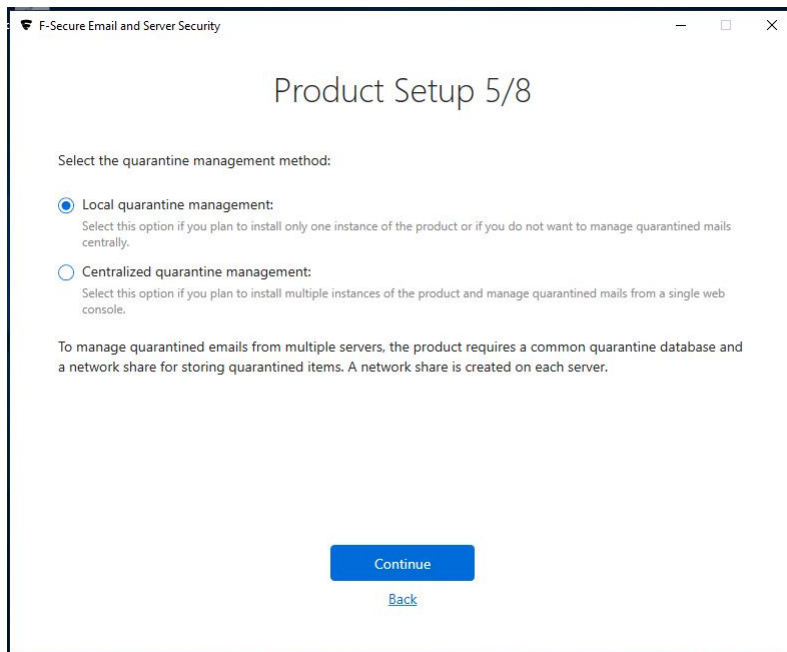 F-Secure Email and Server Security
Product Setup 5/8
Select the quarantine management method:
Local quarantine management:
Select this option if you plan to install only one instance of the product or if you do not want to manage quarantined mails
centrally.
Centralized quarantine management:
Select this option if you plan to install multiple instances of the product and manage quarantined mails from a single web
console.
To manage quarantined emails from multiple servers, the product requires a common quarantine database and
a network share for storing quarantined items. A network share is created on each server.
Continue
Back